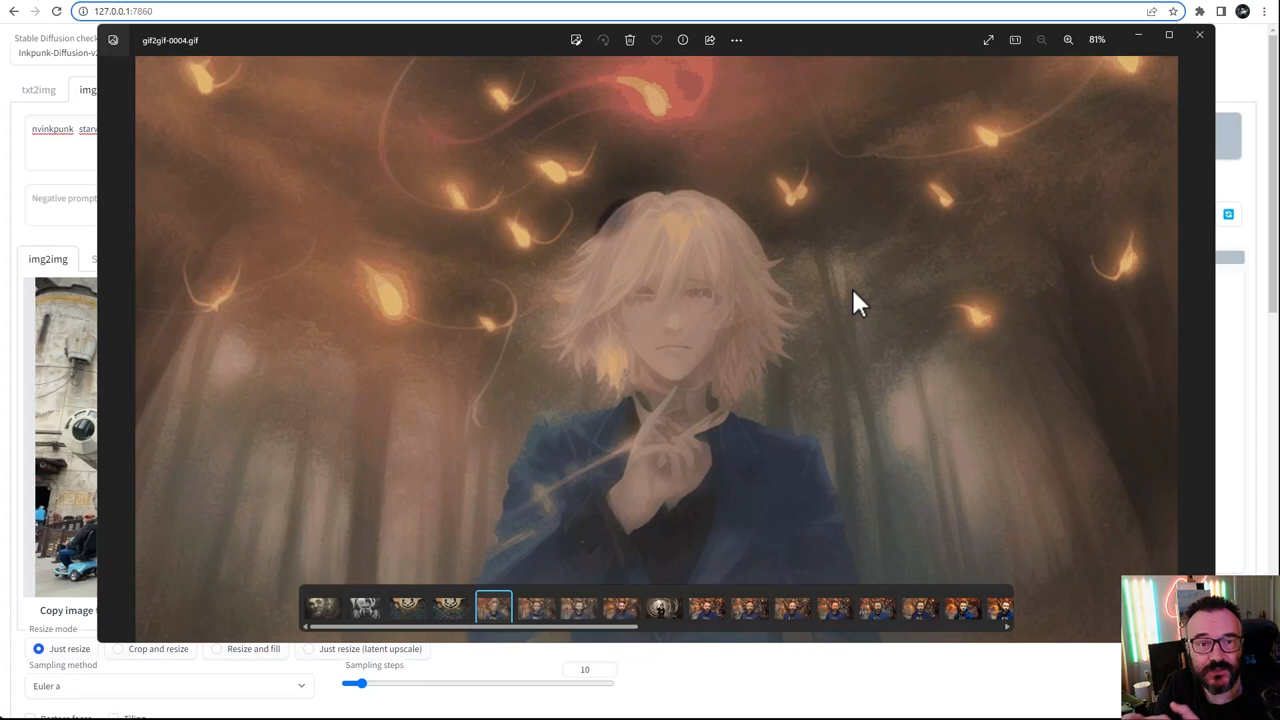 127.0.0.1:7860
Stable Diffusion check
Inkpunk-Diffusion-v2
gif2gif-0004.gif
81%
txt2img
img
nvinkpunk starw
Negative prompt
img2img
S
Copy image t
Resize mode
Just resize
Crop and resize
Resize and fill
Just resize (latent upscale)
Sampling method
Sampling steps
10
Euler a